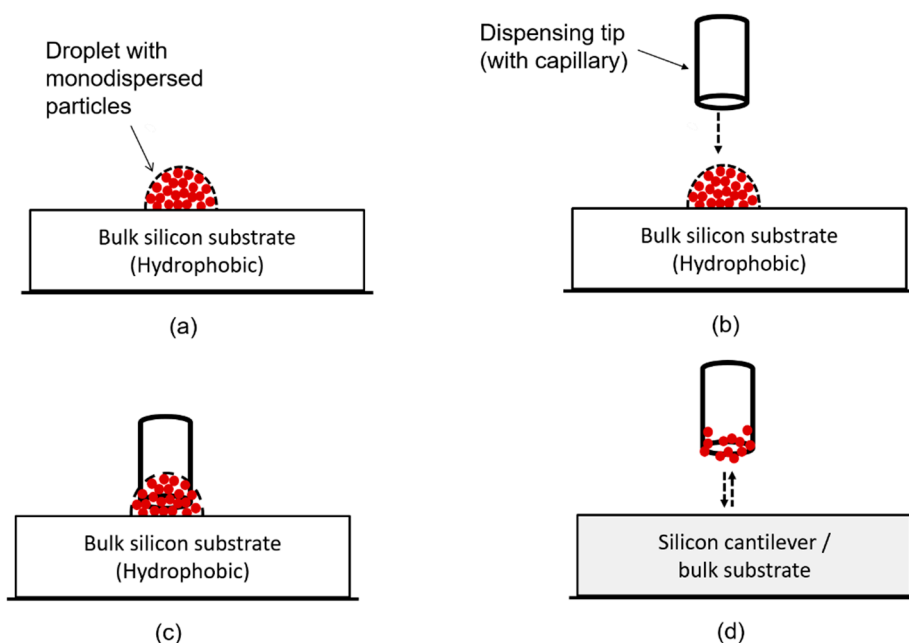 Droplet with
monodispersed
particles
Bulk silicon substrate
(Hydrophobic)
(a)
Dispensing tip
(with capillary)
Bulk silicon substrate
(Hydrophobic)
(b)
Bulk silicon substrate
(Hydrophobic)
(c)
Silicon cantilever /
bulk substrate
(d)